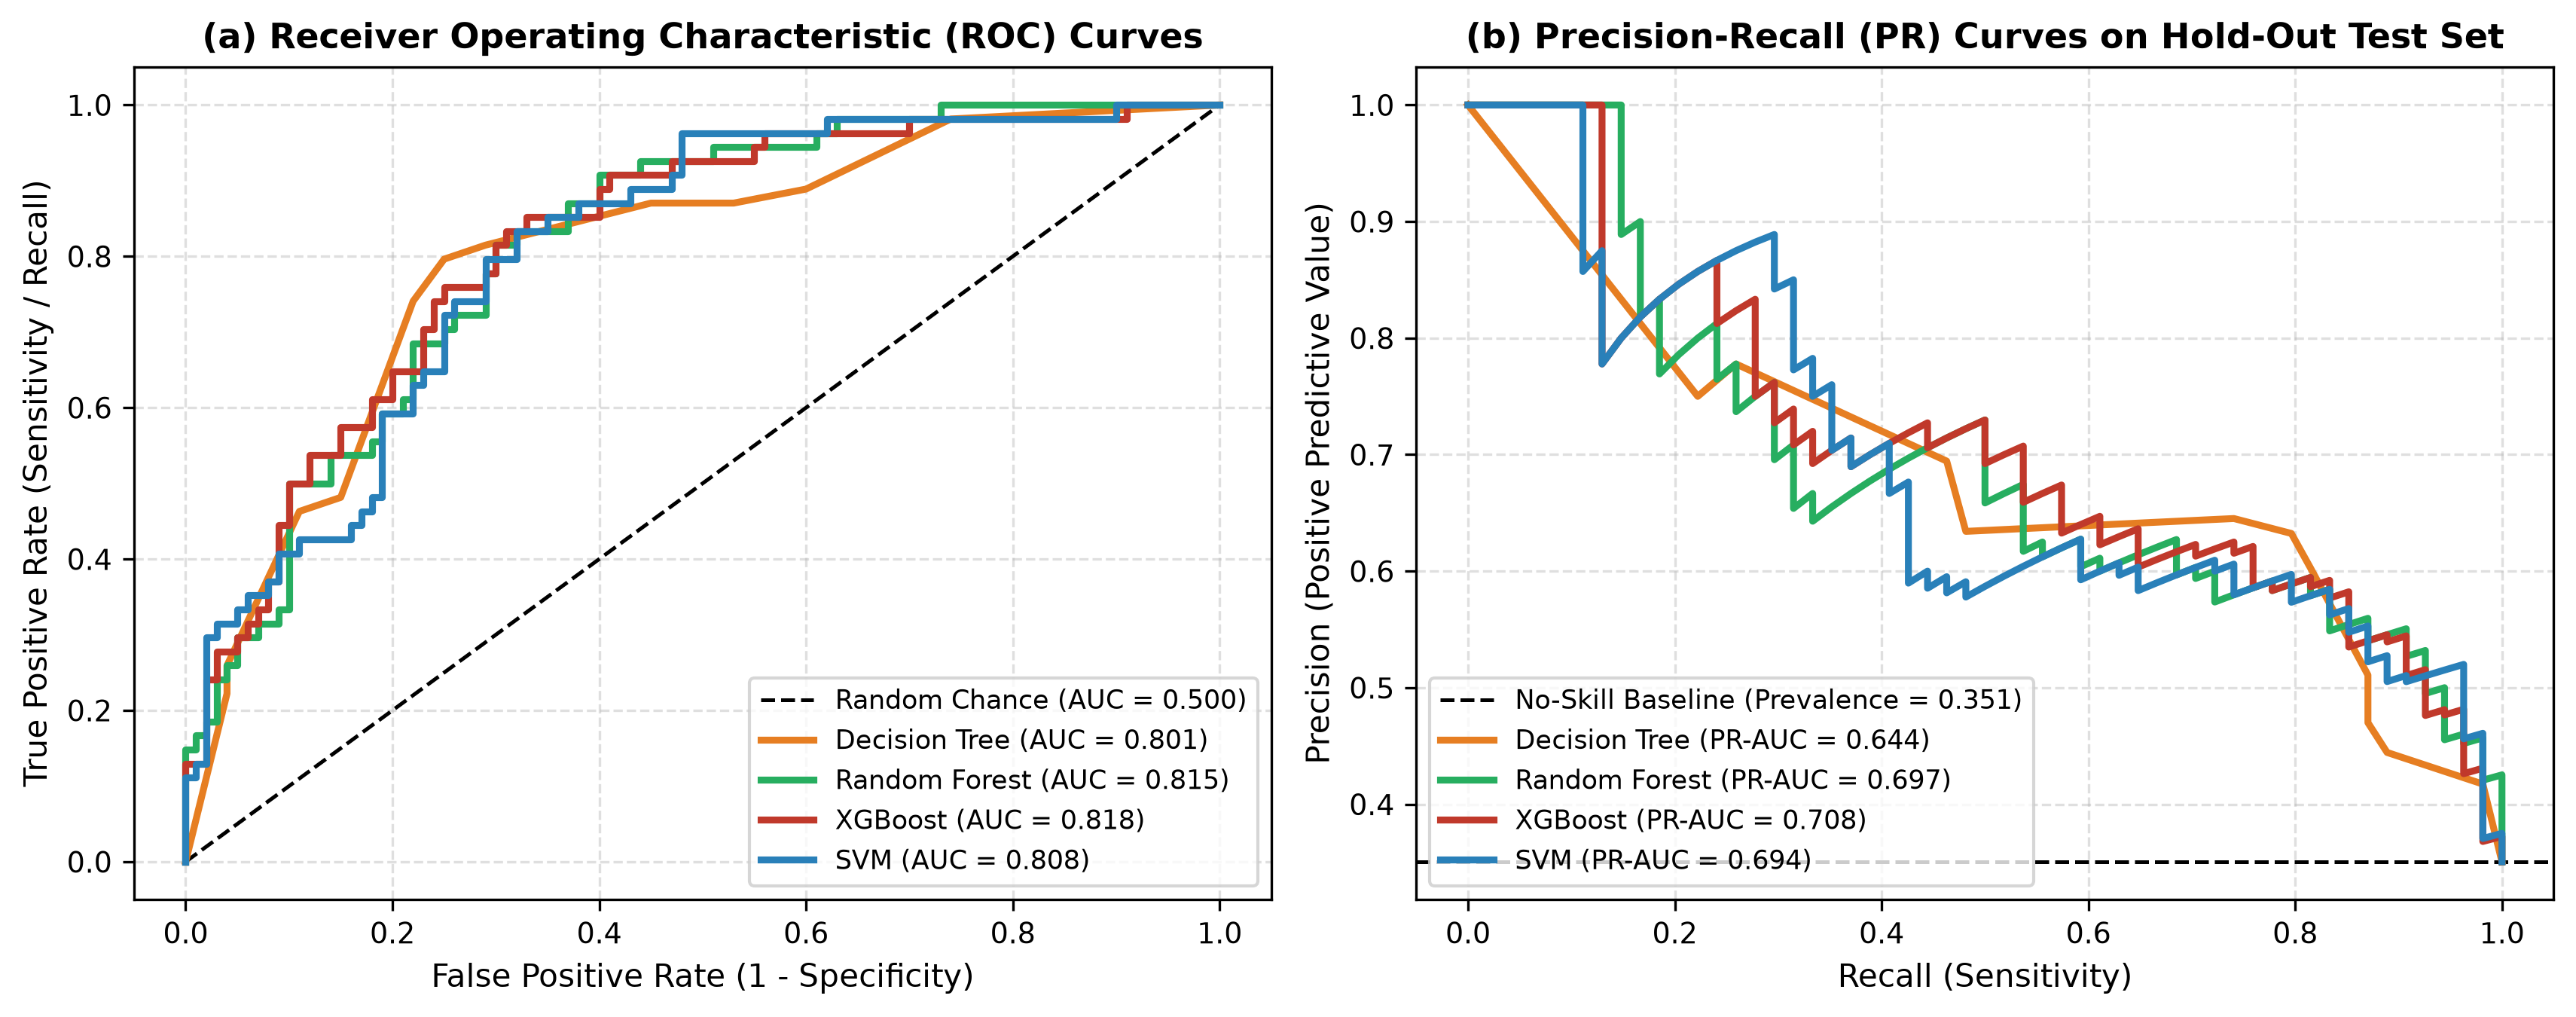 (a) Receiver Operating Characteristic (ROC) Curves
True Positive Rate (Sensitivity / Recall)
1.0
0.8
0.6
0.4
0.2
0.0
Random Chance (AUC = 0.500)
Decision Tree (AUC = 0.801)
Random Forest (AUC = 0.815)
XGBoost (AUC = 0.818)
SVM (AUC = 0.808)
0.0 0.2 0.4 0.6 0.8 1.0
False Positive Rate (1 - Specificity)
(b) Precision-Recall (PR) Curves on Hold-Out Test Set
Precision (Positive Predictive Value)
1.0
0.9
0.8
0.7
0.6
0.5
0.4
No-Skill Baseline (Prevalence = 0.351)
Decision Tree (PR-AUC = 0.644)
Random Forest (PR-AUC = 0.697)
XGBoost (PR-AUC = 0.708)
SVM (PR-AUC = 0.694)
0.0 0.2 0.4 0.6 0.8 1.0
Recall (Sensitivity)